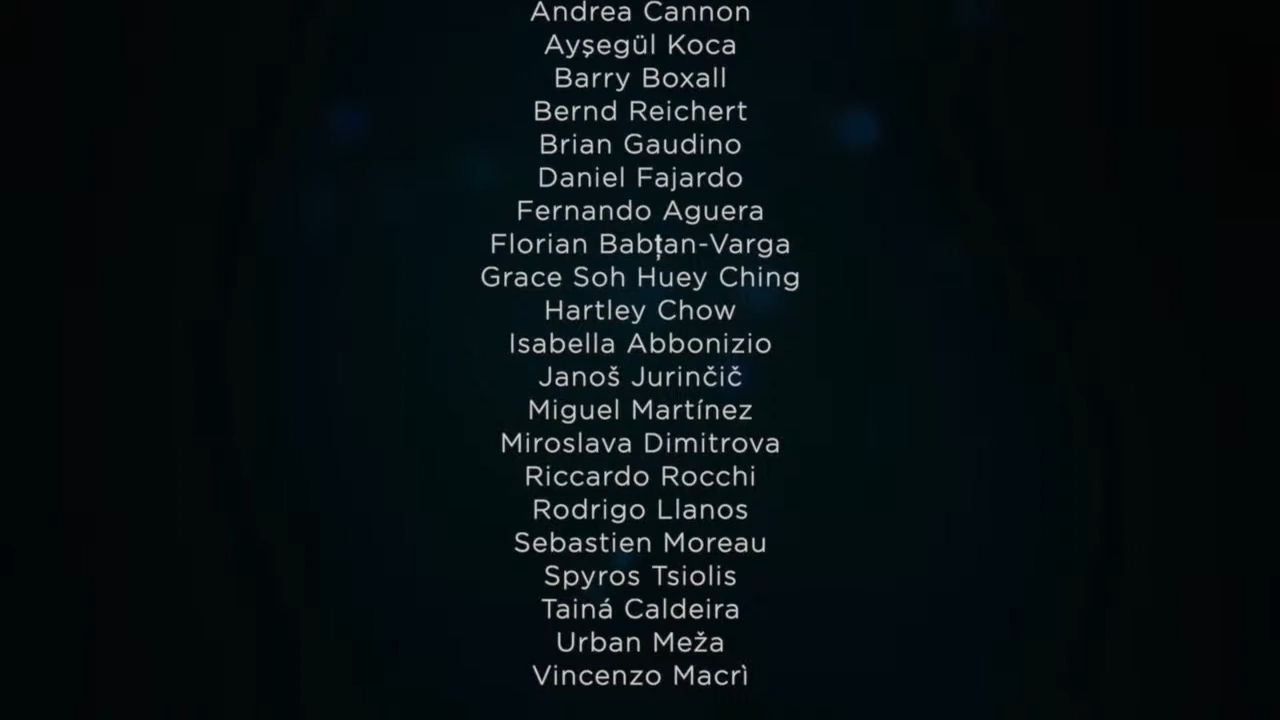 Andrea Cannon
Ayşegül Koca
Barry Boxall
Bernd Reichert
Brian Gaudino
Daniel Fajardo
Fernando Aguera
Florian Babțan-Varga
Grace Soh Huey Ching
Hartley Chow
Isabella Abbonizio
Janoš Jurinčič
Miguel Martínez
Miroslava Dimitrova
Riccardo Rocchi
Rodrigo Llanos
Sebastien Moreau
Spyros Tsiolis
Tainá Caldeira
Urban Meža
Vincenzo Macrì